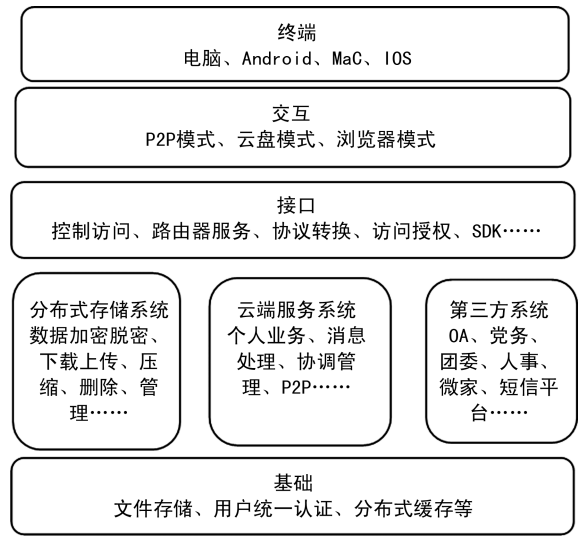 终端
电脑、Android、MaC、IOS
交互
P2P模式、云盘模式、浏览器模式
接口
控制访问、路由器服务、协议转换、访问授权、SDK……
分布式存储系统
数据加密脱密、
下载上传、压
缩、删除、管
理……
云端服务系统
个人业务、消息
处理、协调管
理、P2P……
第三方系统
OA、党务、
团委、人事、
微家、短信平
台……
基础
文件存储、用户统一认证、分布式缓存等